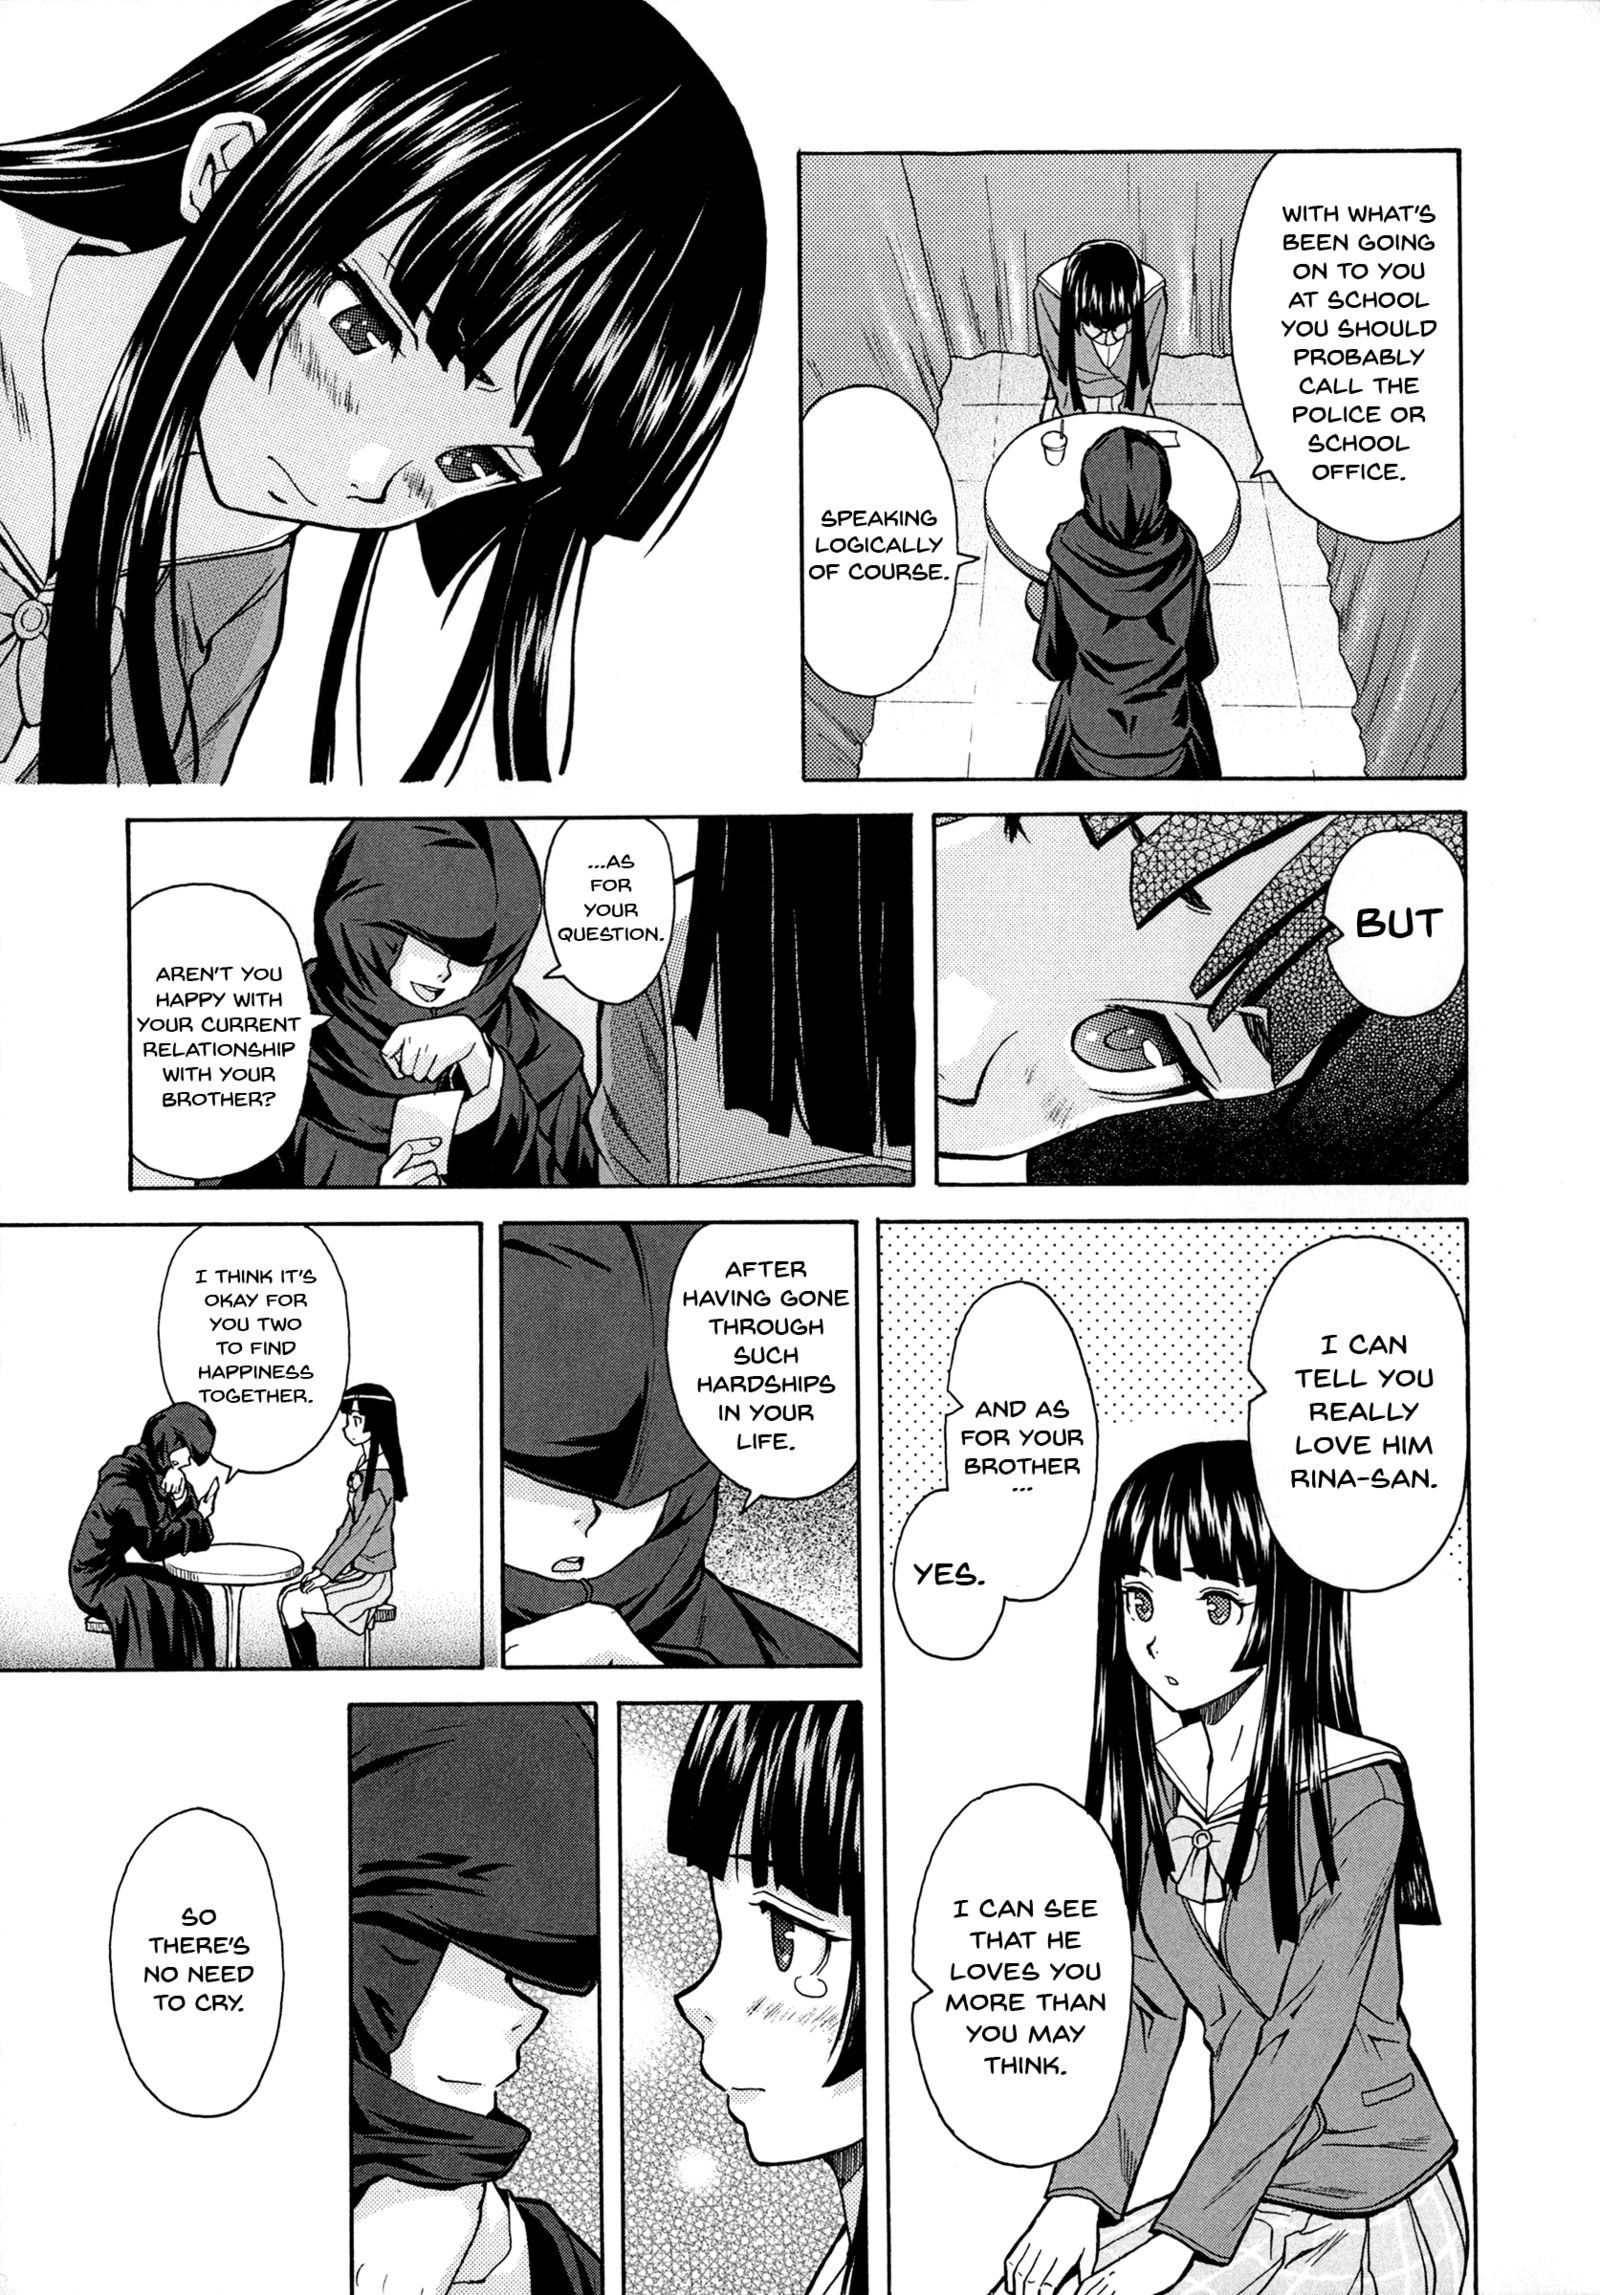 WITH WHAT'S
BEEN GOING
ON TO YOU
AT SCHOOL
YOU SHOULD
PROBABLY
CALL THE
POLICE OR
SCHOOL
OFFICE.
SPEAKING
LOGICALLY
OF COURSE.
BUT
...AS
FOR
YOUR
QUESTION.
AREN'T YOU
HAPPY WITH
YOUR CURRENT
RELATIONSHIP
WITH YOUR
BROTHER?
I CAN
TELL YOU
REALLY
LOVE HIM
RINA-SAN.
AND AS
FOR YOUR
BROTHER
...
YES.
I CAN SEE
THAT HE
LOVES YOU
MORE THAN
YOU MAY
THINK.
AFTER
HAVING GONE
THROUGH
SUCH
HARDSHIPS
IN YOUR
LIFE.
I THINK IT'S
OKAY FOR
YOU TWO
TO FIND
HAPPINESS
TOGETHER.
SO
THERE'S
NO NEED
TO CRY.